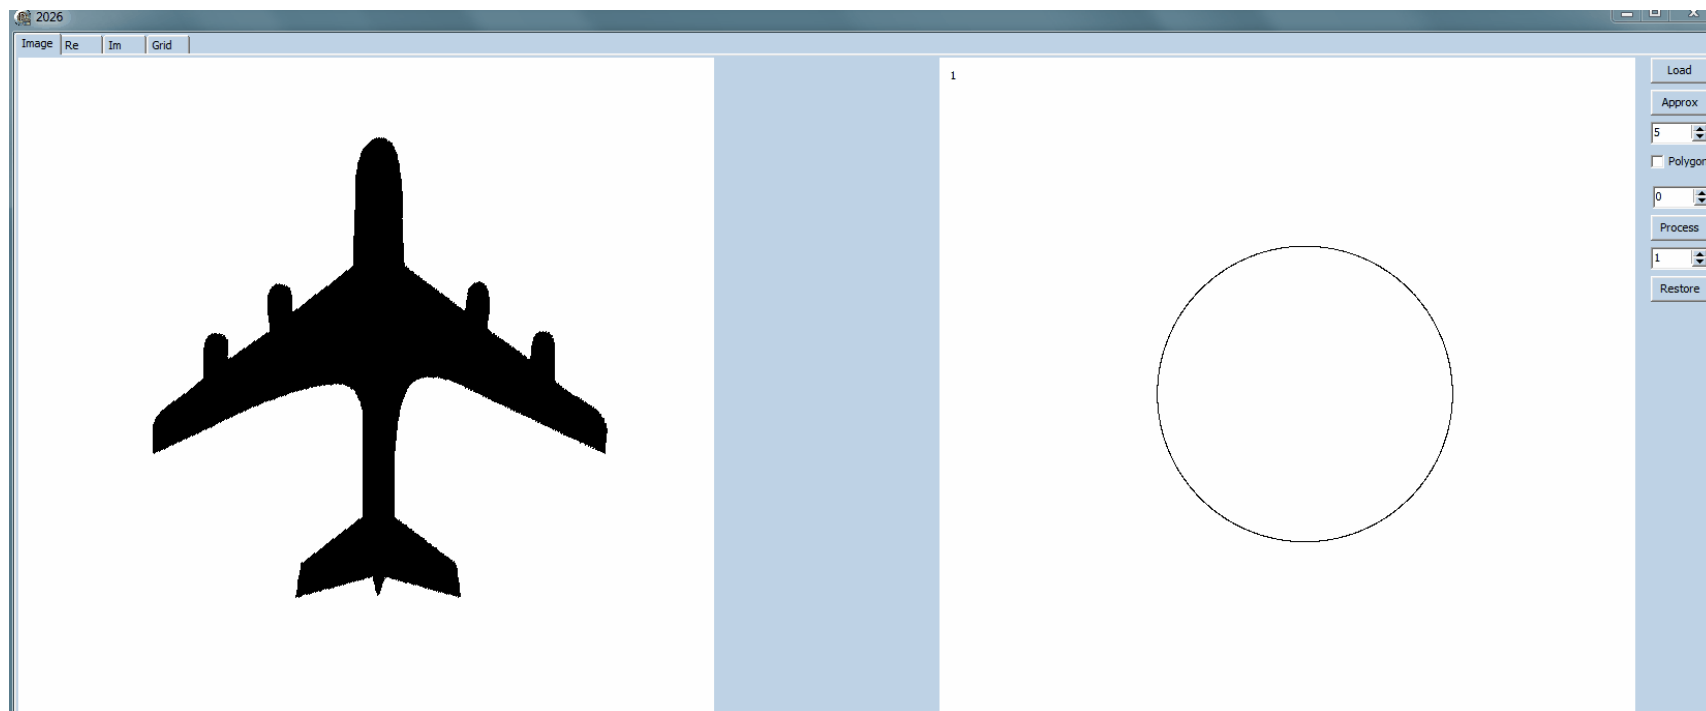 2026
Image Re Im Grid
1
Load
Approx
5
Polygon
0
Process
1
Restore